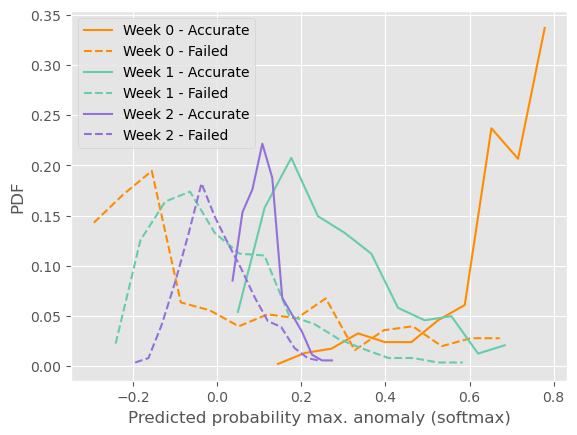 0.35
0.30
0.25
0.20
0.15
0.10
0.05
0.00
PDF
Week 0 - Accurate
Week 0 - Failed
Week 1 - Accurate
Week 1 - Failed
Week 2 - Accurate
Week 2 - Failed
−0.2 0.0 0.2 0.4 0.6 0.8
Predicted probability max. anomaly (softmax)